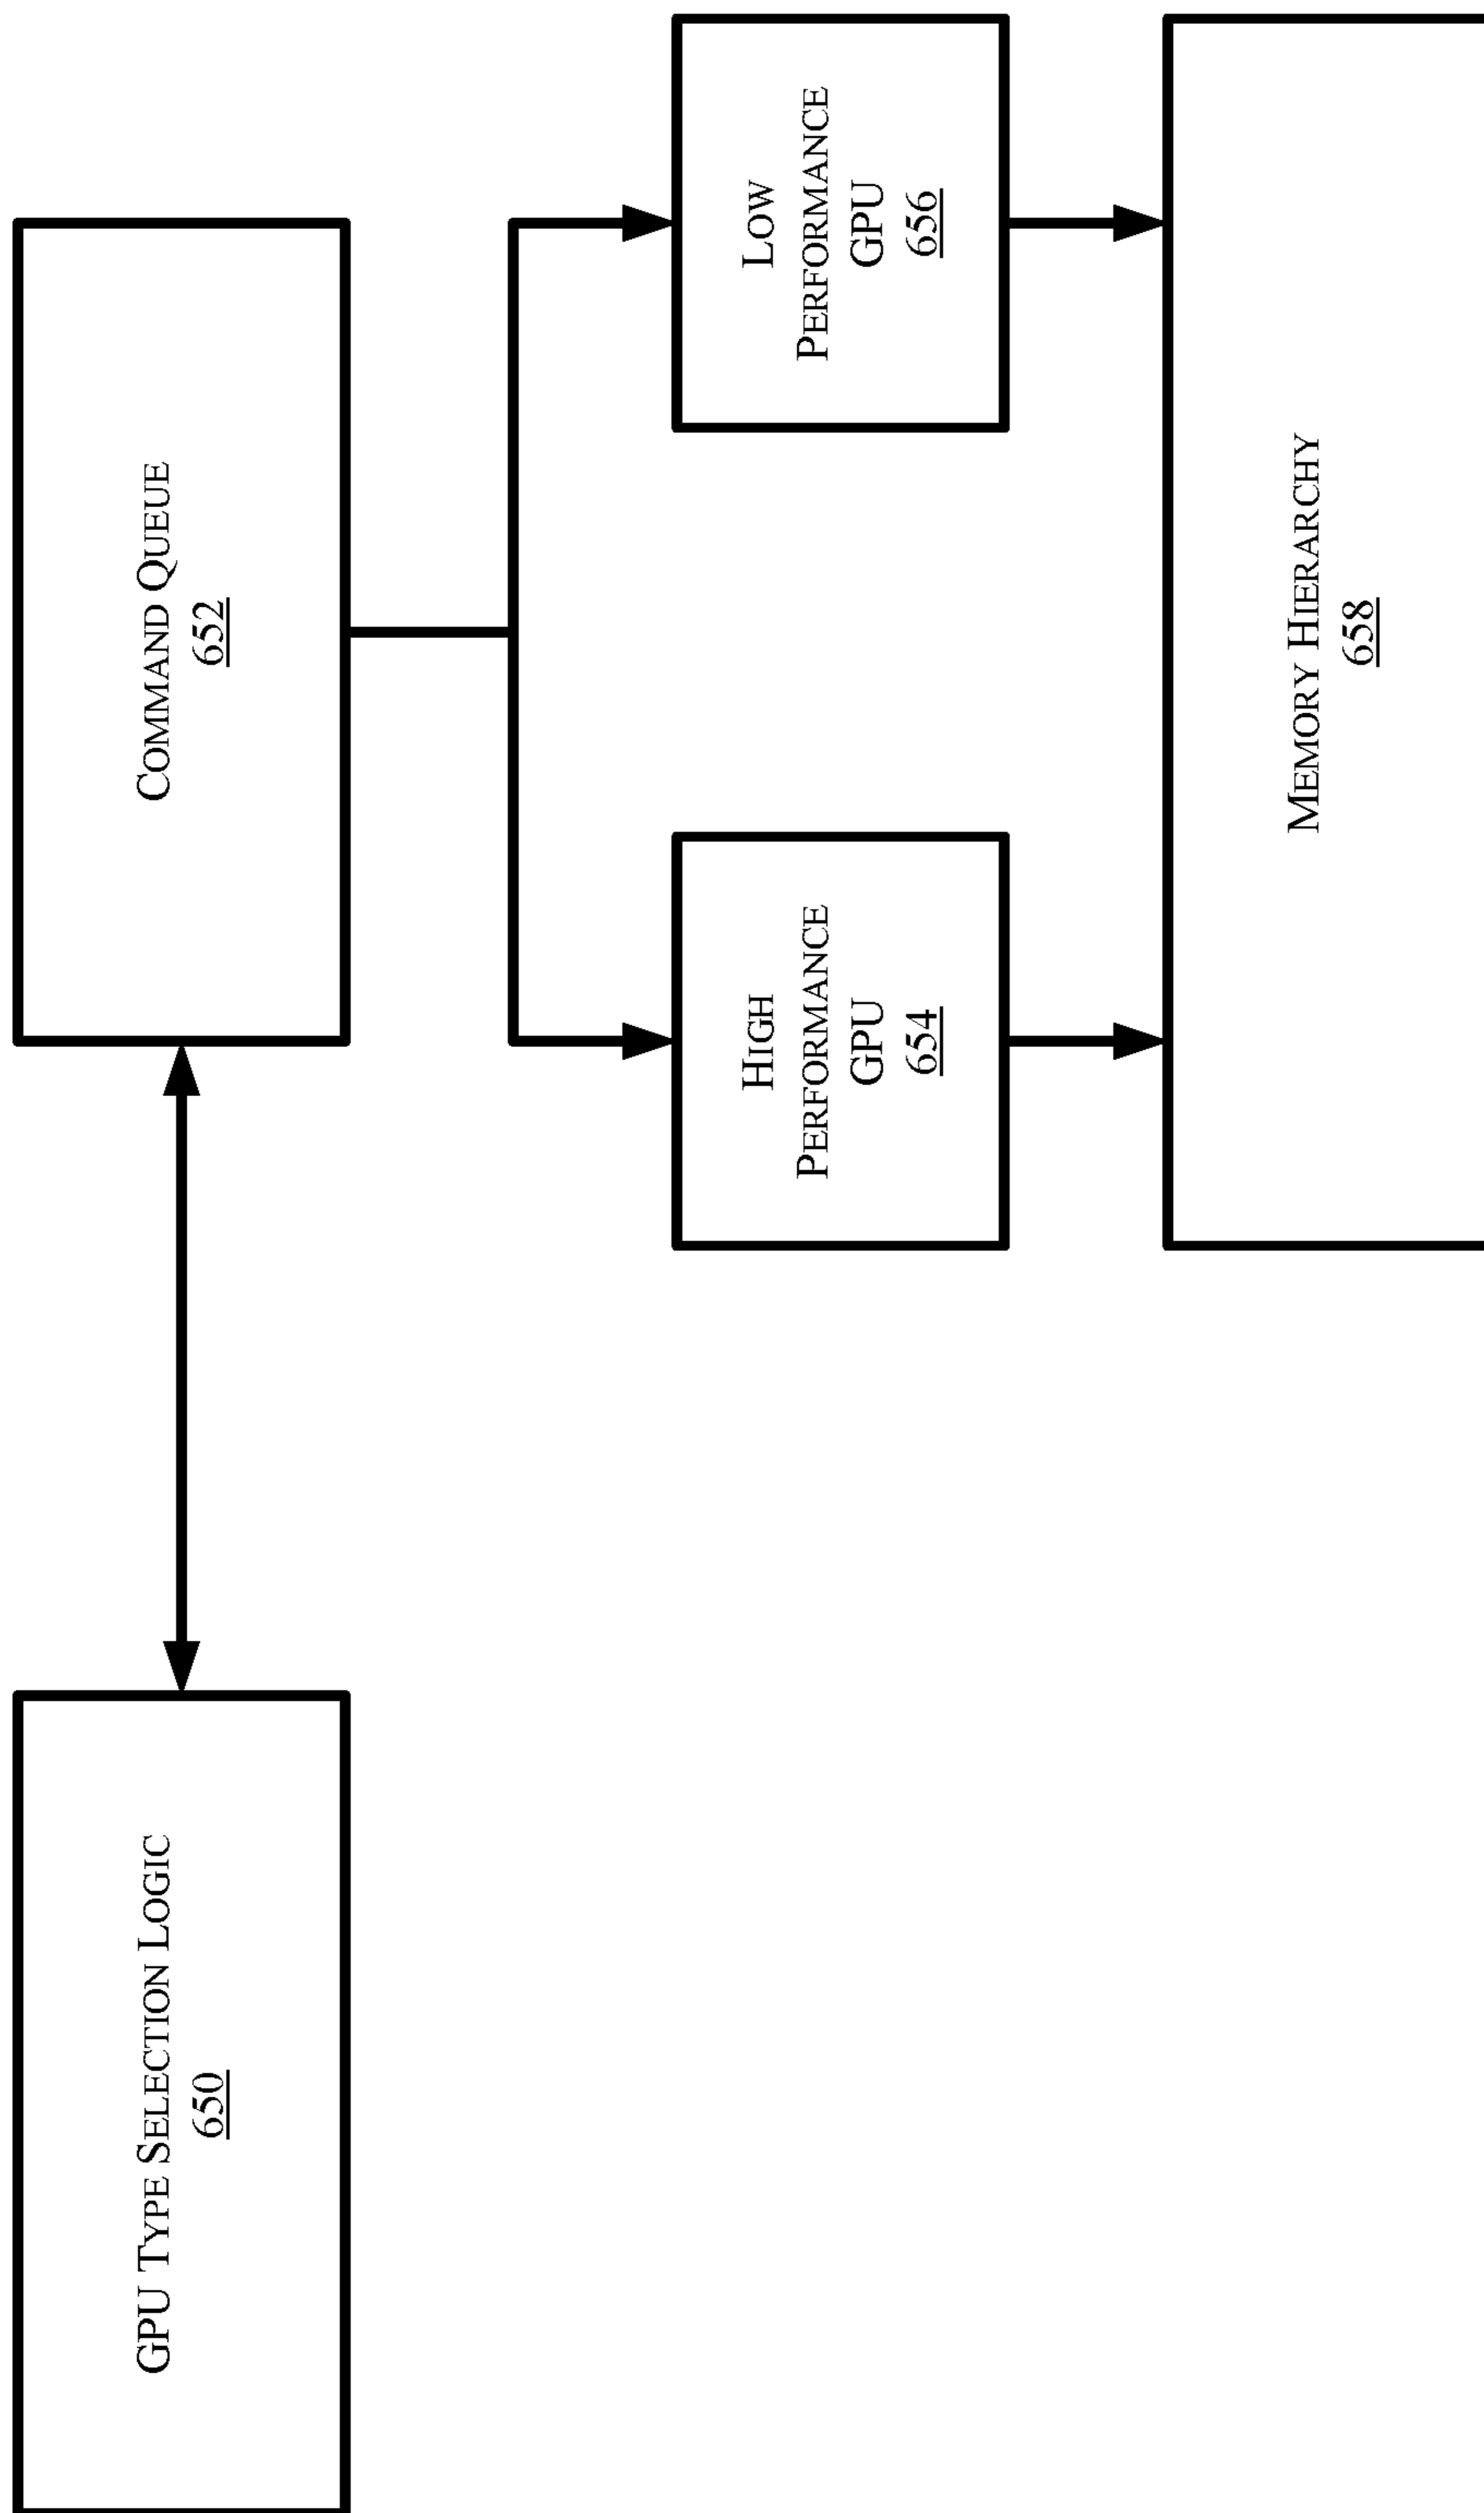 GPU TYPE SELECTION LOGIC
650
COMMAND QUEUE
652
HIGH
PERFORMANCE
GPU
654
LOW
PERFORMANCE
GPU
656
MEMORY HIERARCHY
658